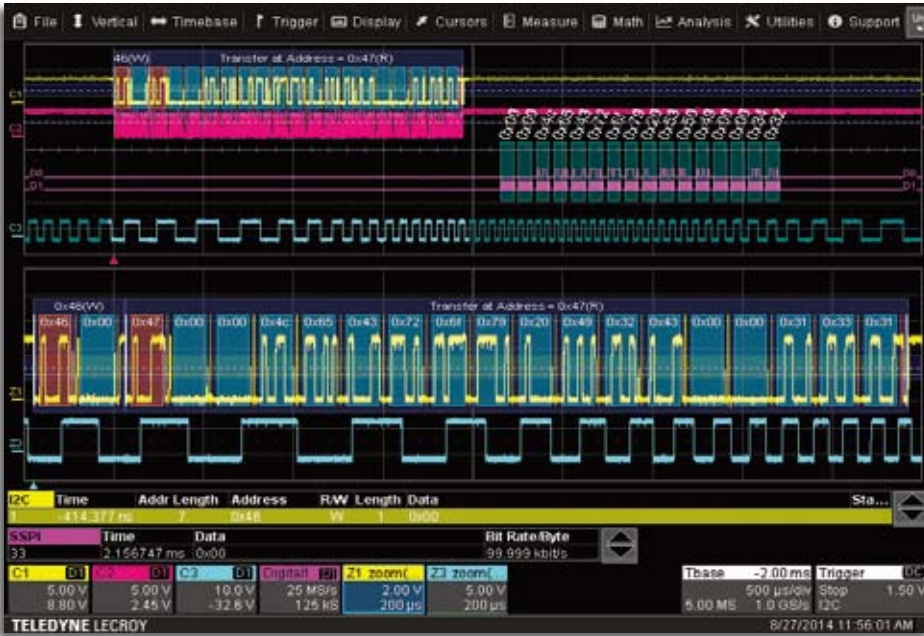 File Vertical Timebase Trigger Display Cursors Measure Math Analysis Utilities Support
46(W) Transfer at Address = 0x47(R)
C1
C2
D0
D1
C3
0x46(W) Transfer at Address = 0x47(R)
0x46 0x00 0x47 0x00 0x00 0x4c 0x65 0x43 0x72 0x6f 0x79 0x20 0x49 0x32 0x43 0x00 0x00 0x31 0x33 0x31
Z1
I2C Time Addr Length Address R/W Length Data Sta...
1 -414.377 ns 7 0x46 W 1 0x00
SSPI Time Data Bit Rate/Byte
33 2.156747 ms 0x00 99.999 kbit/s
C1 D1 C2 D1 C3 D1 Digital1 D1 Z1 zoom( Z3 zoom( Tbase -2.00 ms Trigger DC
5.00 V 5.00 V 10.0 V 25 MS/s 2.00 V 5.00 V 500 µs/div Stop 1.50 V
8.80 V 2.45 V -32.6 V 125 kS 200 µs 200 µs 5.00 MS 1.0 GS/s I2C
TELEDYNE LECROY 8/27/2014 11:56:01 AM